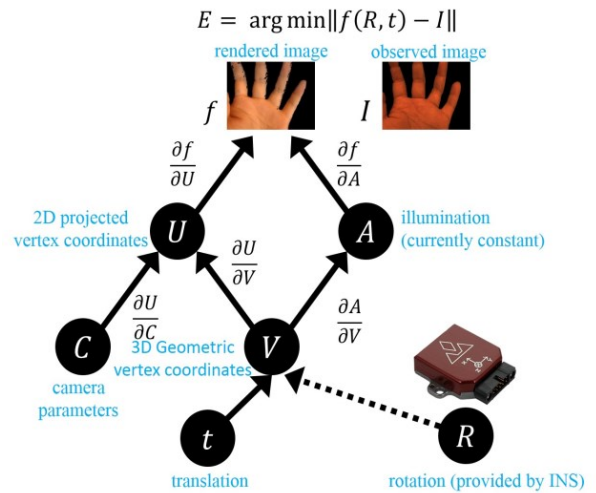 E = arg min‖f(R, t) − I‖
rendered image
observed image
f
I
∂f
∂U
∂f
∂A
2D projected
vertex coordinates
U
A
illumination
(currently constant)
∂U
∂V
∂U
∂C
∂A
∂V
C
3D Geometric
vertex coordinates
V
camera
parameters
t
R
translation
rotation (provided by INS)